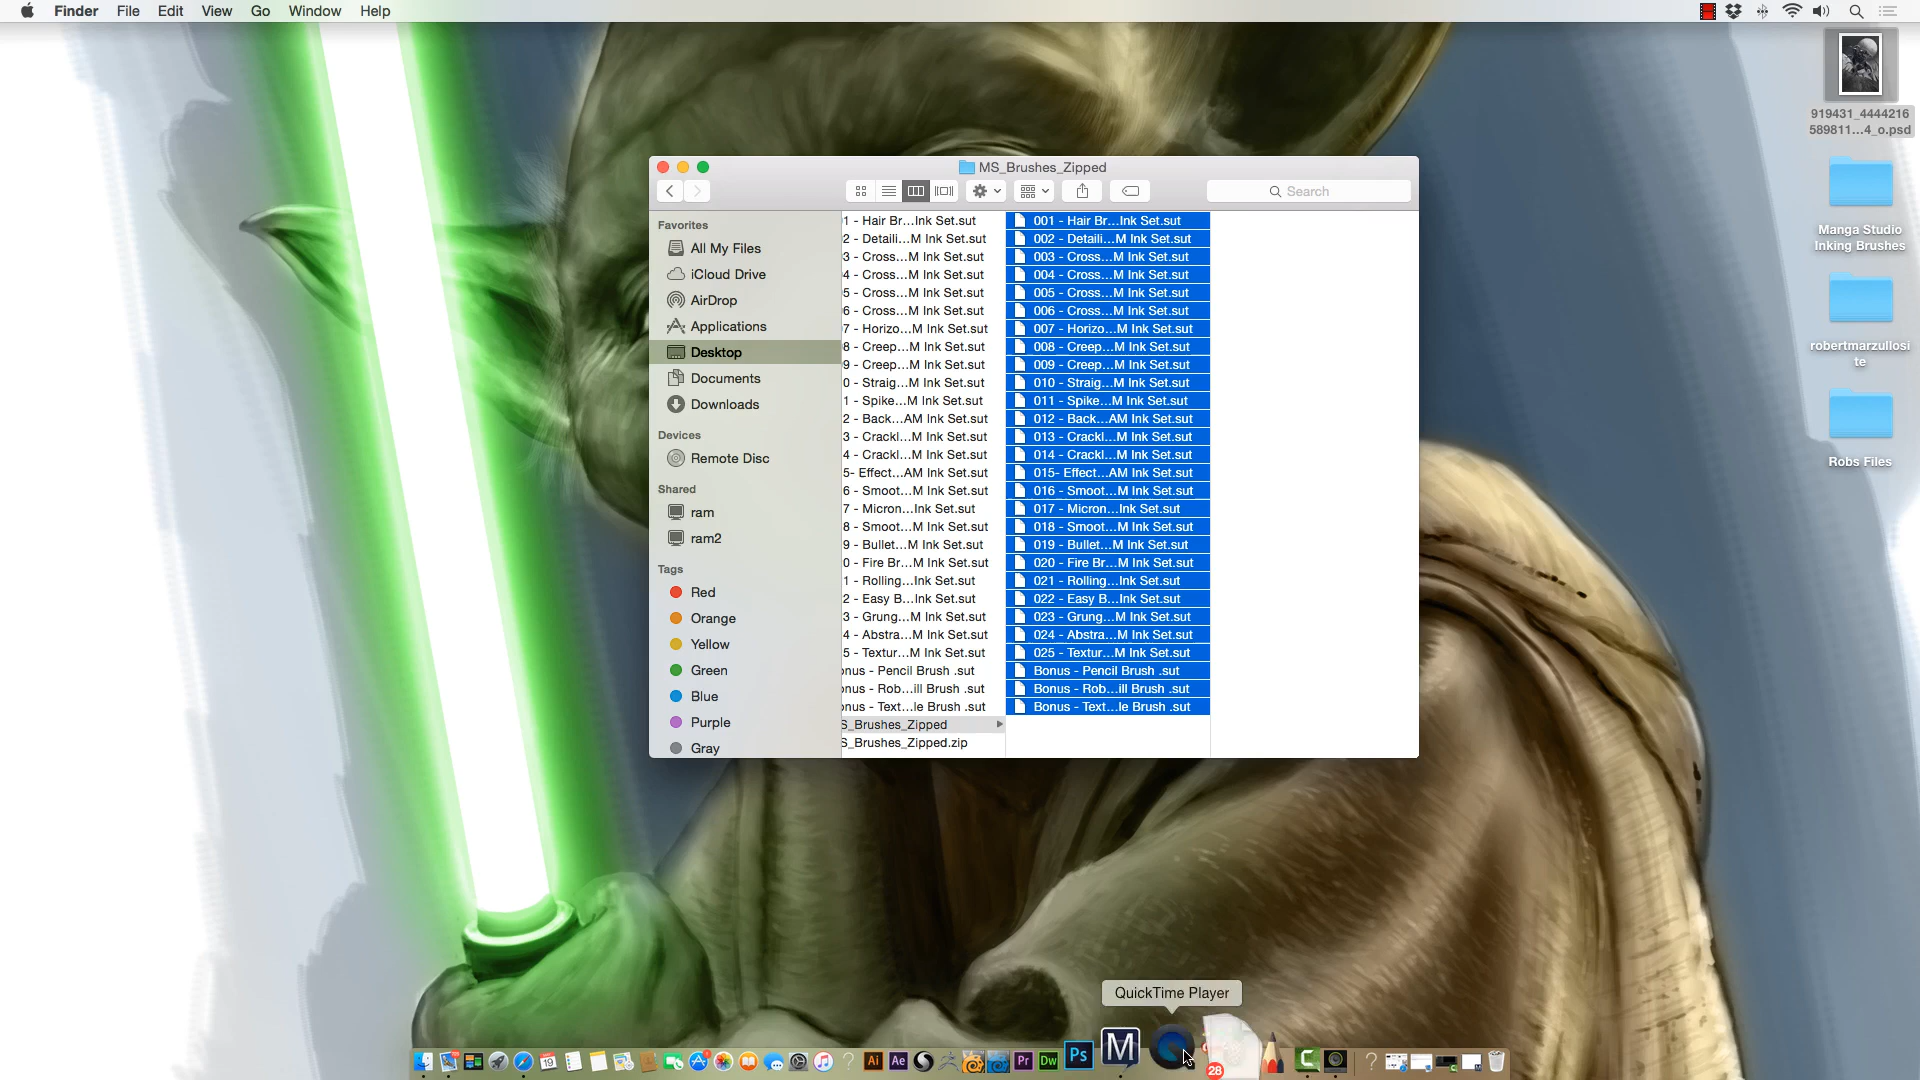 Finder File Edit View Go Window Help
919431_4444216
589811...4_o.psd
Manga Studio
Inking Brushes
robertmarzullosi
te
Robs Files
MS_Brushes_Zipped
Search
Favorites
All My Files
iCloud Drive
AirDrop
Applications
Desktop
Documents
Downloads
Devices
Remote Disc
Shared
ram
ram2
Tags
Red
Orange
Yellow
Green
Blue
Purple
Gray
1 - Hair Br...Ink Set.sut
2 - Detaili...M Ink Set.sut
3 - Cross...M Ink Set.sut
4 - Cross...M Ink Set.sut
5 - Cross...M Ink Set.sut
6 - Cross...M Ink Set.sut
7 - Horizo...M Ink Set.sut
8 - Creep...M Ink Set.sut
9 - Creep...M Ink Set.sut
0 - Straig...M Ink Set.sut
1 - Spike...M Ink Set.sut
2 - Back...AM Ink Set.sut
3 - Crackl...M Ink Set.sut
4 - Crackl...M Ink Set.sut
5- Effect...AM Ink Set.sut
6 - Smoot...M Ink Set.sut
7 - Micron...Ink Set.sut
8 - Smoot...M Ink Set.sut
9 - Bullet...M Ink Set.sut
0 - Fire Br...M Ink Set.sut
1 - Rolling...Ink Set.sut
2 - Easy B...Ink Set.sut
3 - Grung...M Ink Set.sut
4 - Abstra...M Ink Set.sut
5 - Textur...M Ink Set.sut
onus - Pencil Brush .sut
onus - Rob...ill Brush .sut
onus - Text...le Brush .sut
S_Brushes_Zipped
S_Brushes_Zipped.zip
001 - Hair Br...Ink Set.sut
002 - Detaili...M Ink Set.sut
003 - Cross...M Ink Set.sut
004 - Cross...M Ink Set.sut
005 - Cross...M Ink Set.sut
006 - Cross...M Ink Set.sut
007 - Horizo...M Ink Set.sut
008 - Creep...M Ink Set.sut
009 - Creep...M Ink Set.sut
010 - Straig...M Ink Set.sut
011 - Spike...M Ink Set.sut
012 - Back...AM Ink Set.sut
013 - Crackl...M Ink Set.sut
014 - Crackl...M Ink Set.sut
015- Effect...AM Ink Set.sut
016 - Smoot...M Ink Set.sut
017 - Micron...Ink Set.sut
018 - Smoot...M Ink Set.sut
019 - Bullet...M Ink Set.sut
020 - Fire Br...M Ink Set.sut
021 - Rolling...Ink Set.sut
022 - Easy B...Ink Set.sut
023 - Grung...M Ink Set.sut
024 - Abstra...M Ink Set.sut
025 - Textur...M Ink Set.sut
Bonus - Pencil Brush .sut
Bonus - Rob...ill Brush .sut
Bonus - Text...le Brush .sut
QuickTime Player
19 Ai Ae Pr Dw Ps M 28 C